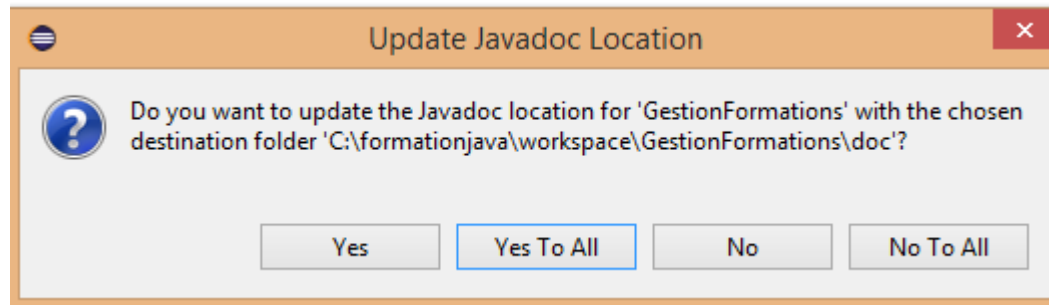 Update Javadoc Location
Do you want to update the Javadoc location for 'GestionFormations' with the chosen
destination folder 'C:\formationjava\workspace\GestionFormations\doc'?
Yes
Yes To All
No
No To All